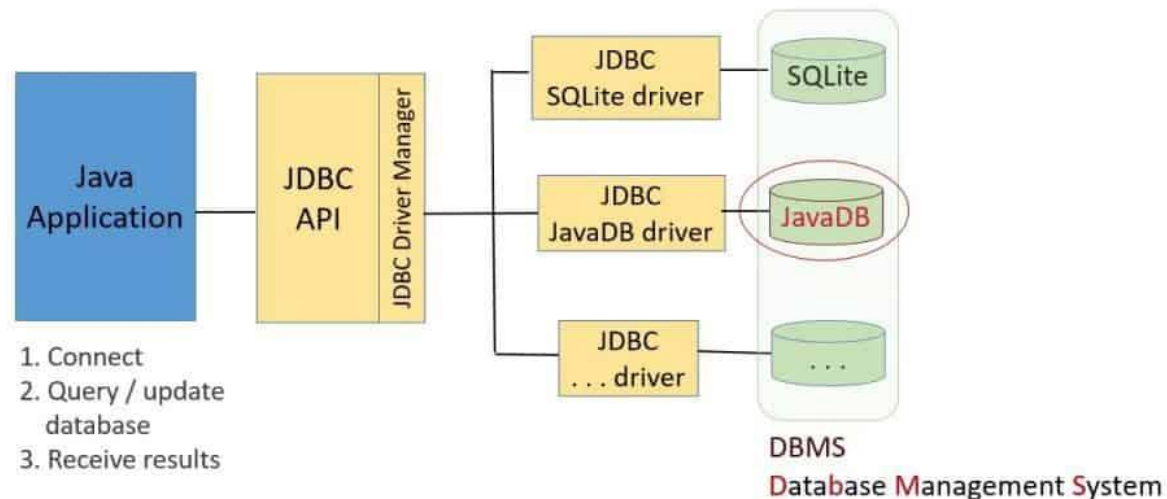 Java
Application
JDBC
API
JDBC Driver Manager
JDBC
SQLite driver
JDBC
JavaDB driver
JDBC
. . . driver
SQLite
JavaDB
. . .
1. Connect
2. Query / update
database
3. Receive results
DBMS
Database Management System